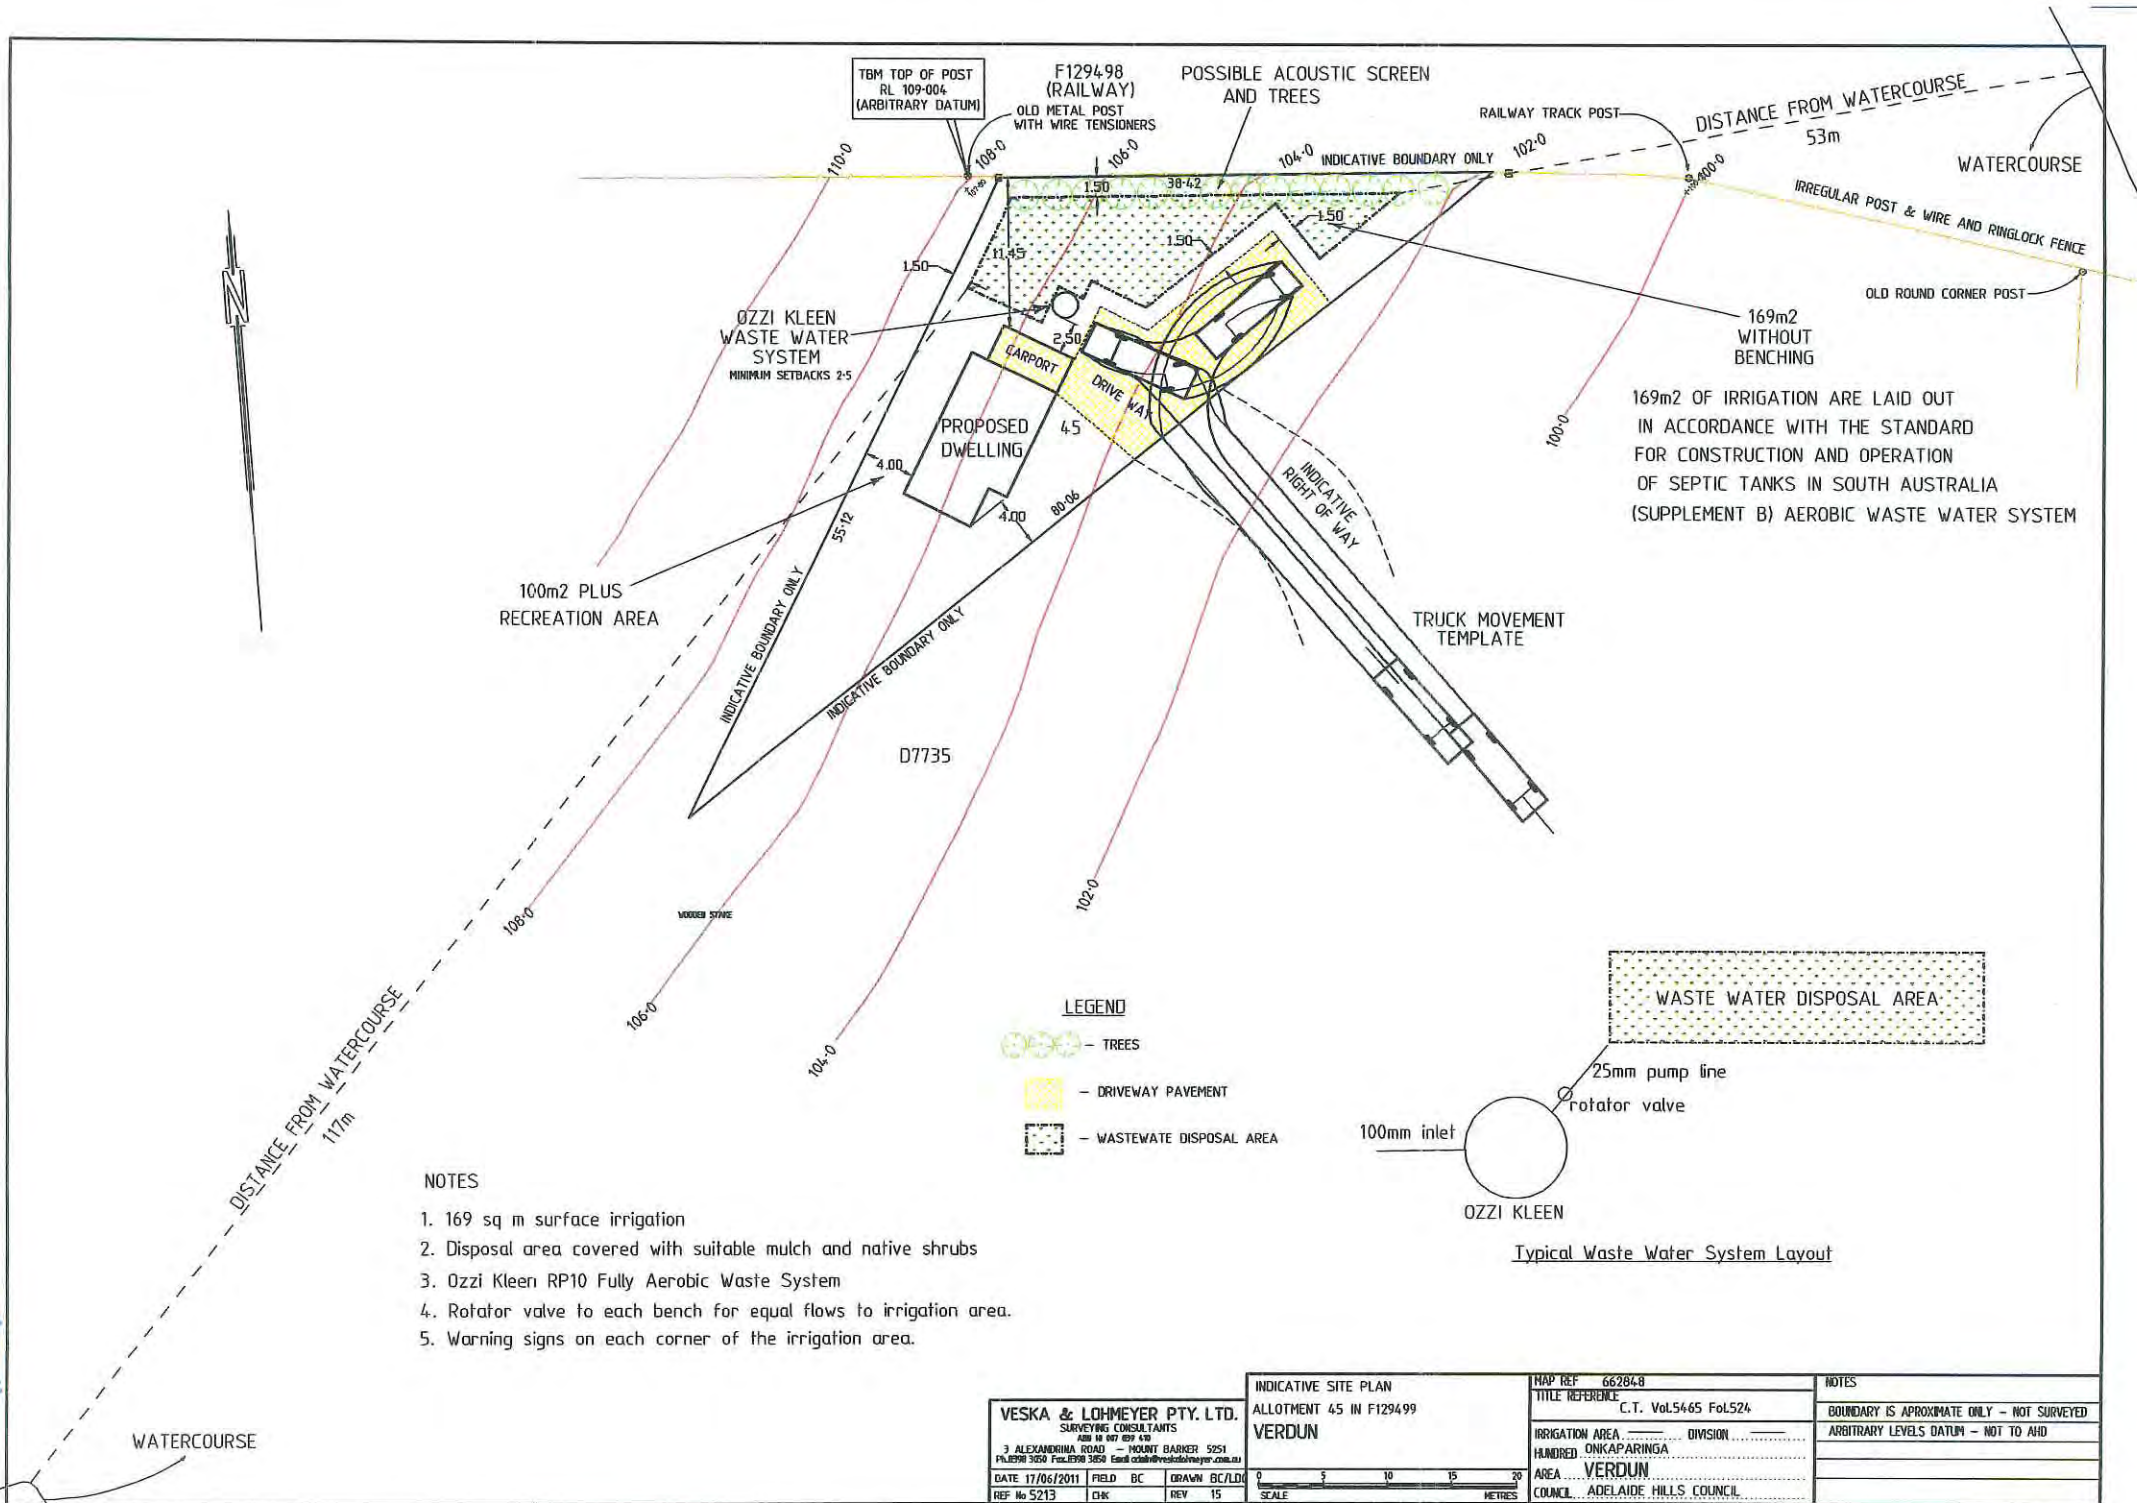 TBM TOP OF POST
RL 109-004
(ARBITRARY DATUM)
F129498
(RAILWAY)
OLD METAL POST
WITH WIRE TENSIONERS
POSSIBLE ACOUSTIC SCREEN
AND TREES
RAILWAY TRACK POST
DISTANCE FROM WATERCOURSE
53m
WATERCOURSE
110·0
108·0
106·0
104·0
INDICATIVE BOUNDARY ONLY
102·0
100·0
1.50
38·42
IRREGULAR POST & WIRE AND RINGLOCK FENCE
1.50
1.50
11.45
1.50
OLD ROUND CORNER POST
OZZI KLEEN
WASTE WATER
SYSTEM
MINIMUM SETBACKS 2·5
2.50
CARPORT
DRIVE WAY
169m2
WITHOUT
BENCHING
PROPOSED
DWELLING
45
4.00
4.00
80·06
55·12
100·0
INDICATIVE
RIGHT OF WAY
169m2 OF IRRIGATION ARE LAID OUT
IN ACCORDANCE WITH THE STANDARD
FOR CONSTRUCTION AND OPERATION
OF SEPTIC TANKS IN SOUTH AUSTRALIA
(SUPPLEMENT B) AEROBIC WASTE WATER SYSTEM
100m2 PLUS
RECREATION AREA
INDICATIVE BOUNDARY ONLY
INDICATIVE BOUNDARY ONLY
TRUCK MOVEMENT
TEMPLATE
D7735
108·0
WOODEN STAKE
106·0
104·0
102·0
DISTANCE FROM WATERCOURSE
117m
WATERCOURSE
LEGEND
- TREES
- DRIVEWAY PAVEMENT
- WASTEWATE DISPOSAL AREA
WASTE WATER DISPOSAL AREA
25mm pump line
rotator valve
100mm inlet
OZZI KLEEN
Typical Waste Water System Layout
NOTES
1. 169 sq m surface irrigation
2. Disposal area covered with suitable mulch and native shrubs
3. Ozzi Kleen RP10 Fully Aerobic Waste System
4. Rotator valve to each bench for equal flows to irrigation area.
5. Warning signs on each corner of the irrigation area.
VESKA & LOHMEYER PTY. LTD.
SURVEYING CONSULTANTS
3 ALEXANDRINA ROAD - MOUNT BARKER 5251
DATE 17/06/2011 FIELD BC DRAWN BC/LD
REF No 5213 CHK REV 15
INDICATIVE SITE PLAN
ALLOTMENT 45 IN F129499
VERDUN
0 5 10 15 20
SCALE METRES
MAP REF 662848
TITLE REFERENCE
C.T. Vol.5465 Fol.524
IRRIGATION AREA DIVISION
HUNDRED ONKAPARINGA
AREA VERDUN
COUNCIL ADELAIDE HILLS COUNCIL
NOTES
BOUNDARY IS APROXIMATE ONLY - NOT SURVEYED
ARBITRARY LEVELS DATUM - NOT TO AHD